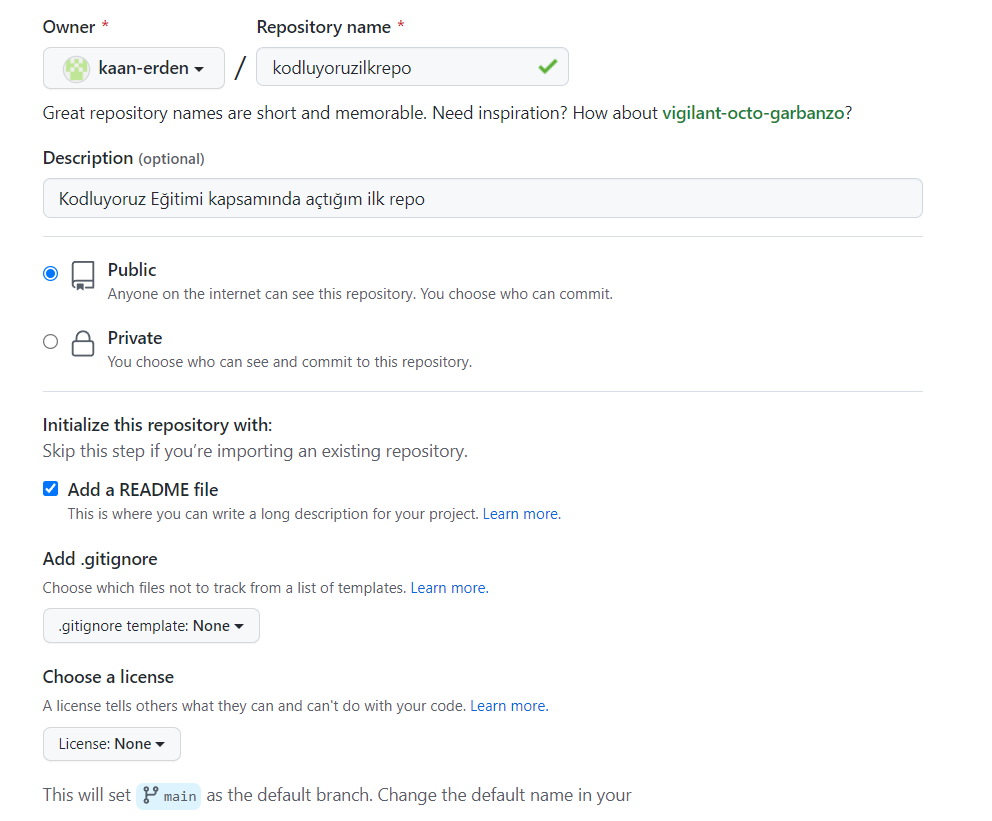 Owner * Repository name *
kaan-erden / kodluyoruzilkrepo
Great repository names are short and memorable. Need inspiration? How about vigilant-octo-garbanzo?
Description (optional)
Kodluyoruz Eğitimi kapsamında açtığım ilk repo
Public
Anyone on the internet can see this repository. You choose who can commit.
Private
You choose who can see and commit to this repository.
Initialize this repository with:
Skip this step if you’re importing an existing repository.
Add a README file
This is where you can write a long description for your project. Learn more.
Add .gitignore
Choose which files not to track from a list of templates. Learn more.
.gitignore template: None
Choose a license
A license tells others what they can and can't do with your code. Learn more.
License: None
This will set main as the default branch. Change the default name in your